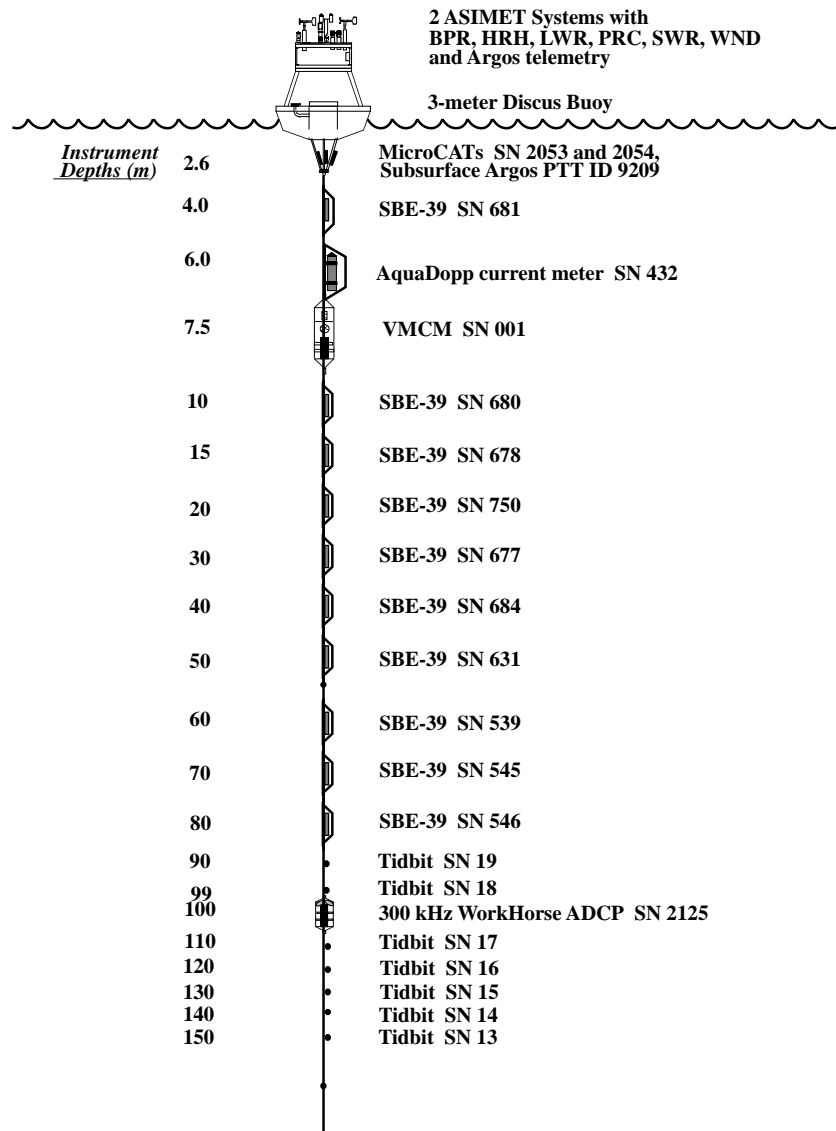 2 ASIMET Systems with
BPR, HRH, LWR, PRC, SWR, WND
and Argos telemetry
3-meter Discus Buoy
Instrument
Depths (m)
2.6
MicroCATs SN 2053 and 2054,
Subsurface Argos PTT ID 9209
4.0 SBE-39 SN 681
6.0 AquaDopp current meter SN 432
7.5 VMCM SN 001
10 SBE-39 SN 680
15 SBE-39 SN 678
20 SBE-39 SN 750
30 SBE-39 SN 677
40 SBE-39 SN 684
50 SBE-39 SN 631
60 SBE-39 SN 539
70 SBE-39 SN 545
80 SBE-39 SN 546
90 Tidbit SN 19
99 Tidbit SN 18
100 300 kHz WorkHorse ADCP SN 2125
110 Tidbit SN 17
120 Tidbit SN 16
130 Tidbit SN 15
140 Tidbit SN 14
150 Tidbit SN 13